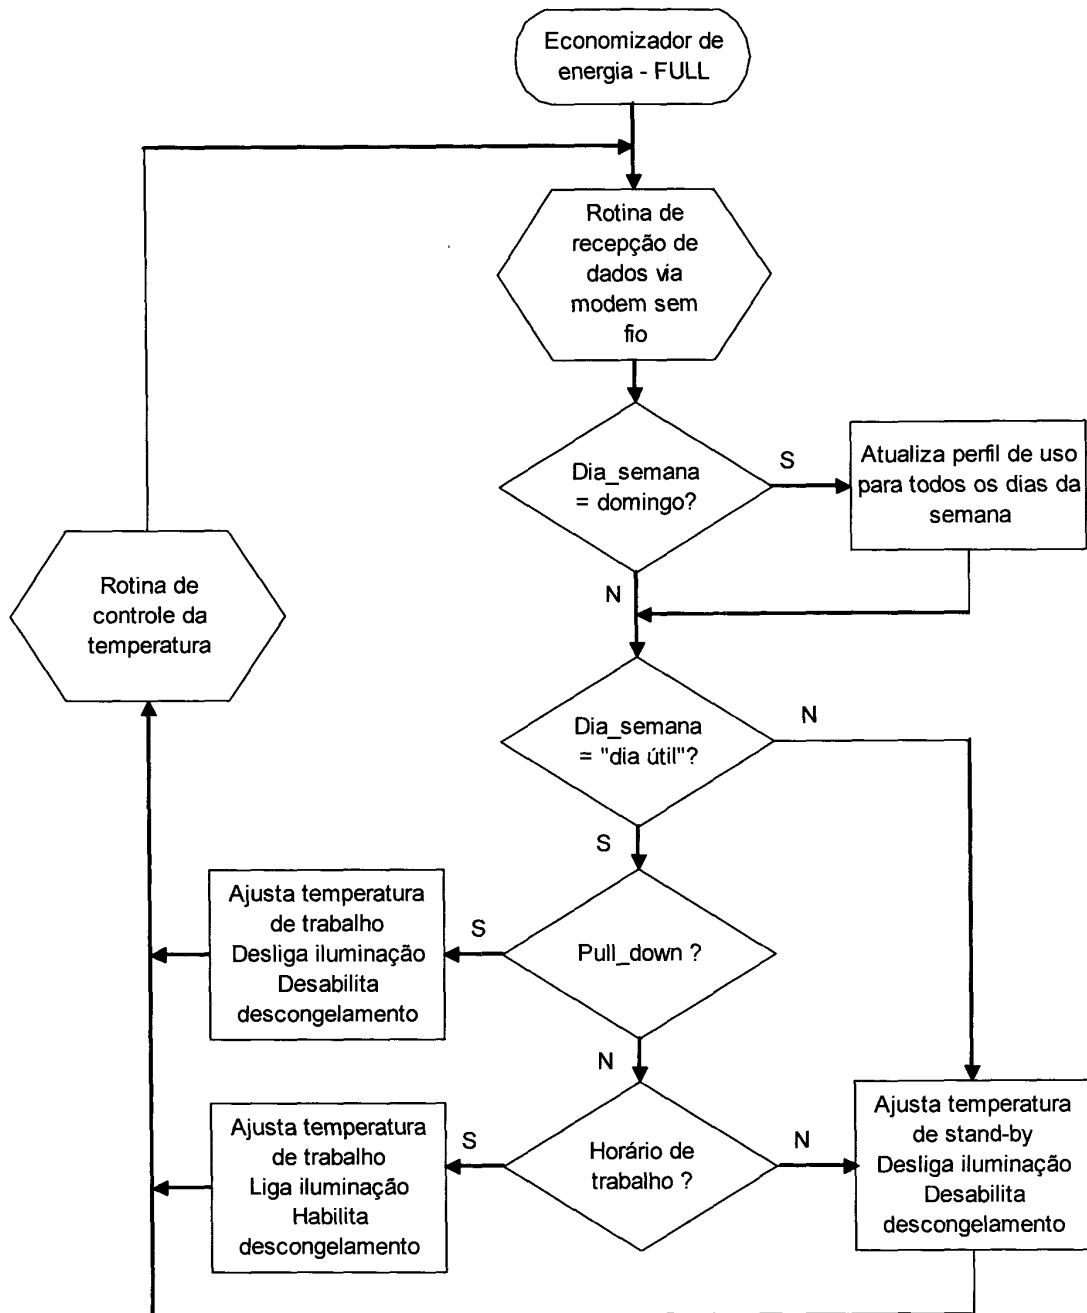 Economizador de
energia - FULL
Rotina de
recepção de
dados via
modem sem
fio
Dia_semana
= domingo?
S
Atualiza perfil de uso
para todos os dias da
semana
N
Rotina de
controle da
temperatura
Dia_semana
= "dia útil"?
N
S
Pull_down ?
S
Ajusta temperatura
de trabalho
Desliga iluminação
Desabilita
descongelamento
N
Horário de
trabalho ?
S
Ajusta temperatura
de trabalho
Liga iluminação
Habilita
descongelamento
N
Ajusta temperatura
de stand-by
Desliga iluminação
Desabilita
descongelamento